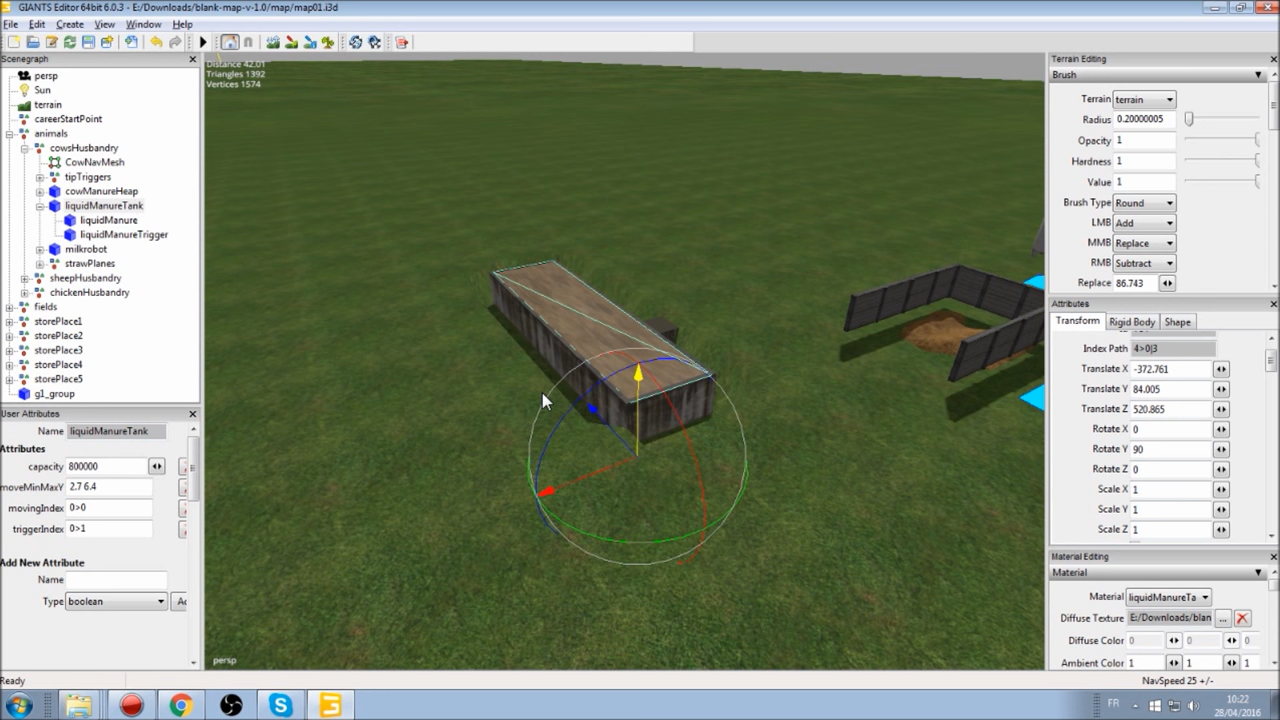 GIANTS Editor 64bit 6.0.3 - E:/Downloads/blank-map-v-1.0/map/map01.i3d
File Edit Create View Window Help
Scenegraph
persp
Sun
terrain
careerStartPoint
animals
cowsHusbandry
CowNavMesh
tipTriggers
cowManureHeap
liquidManureTank
liquidManure
liquidManureTrigger
milkrobot
strawPlanes
sheepHusbandry
chickenHusbandry
fields
storePlace1
storePlace2
storePlace3
storePlace4
storePlace5
g1_group
User Attributes
Name liquidManureTank
Attributes
capacity 800000
moveMinMaxY 2.7 6.4
movingIndex 0>0
triggerIndex 0>1
Add New Attribute
Name
Type boolean
Distance 42.01
Triangles 1392
Vertices 1574
persp
Terrain Editing
Brush
Terrain terrain
Radius 0.20000005
Opacity 1
Hardness 1
Value 1
Brush Type Round
LMB Add
MMB Replace
RMB Subtract
Replace 86.743
Attributes
Transform Rigid Body Shape
Index Path 4>0|3
Translate X -372.761
Translate Y 84.005
Translate Z 520.865
Rotate X 0
Rotate Y 90
Rotate Z 0
Scale X 1
Scale Y 1
Scale Z 1
Material Editing
Material
Material liquidManureTa
Diffuse Texture E:/Downloads/blan ...
Diffuse Color 0 0 0
Ambient Color 1 1 1
Ready
NavSpeed 25 +/-
FR
10:22
28/04/2016